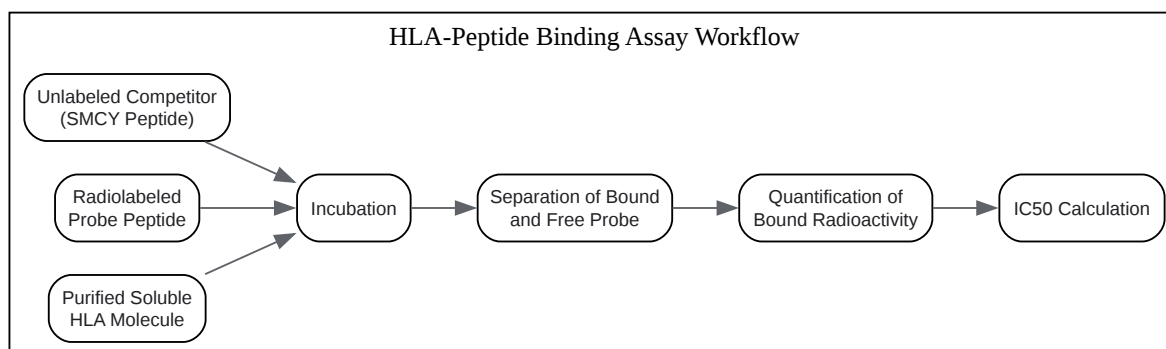 HLA-Peptide Binding Assay Workflow
Unlabeled Competitor
(SMCY Peptide)
Radiolabeled
Probe Peptide
Purified Soluble
HLA Molecule
Incubation
Separation of Bound
and Free Probe
Quantification of
Bound Radioactivity
IC50 Calculation